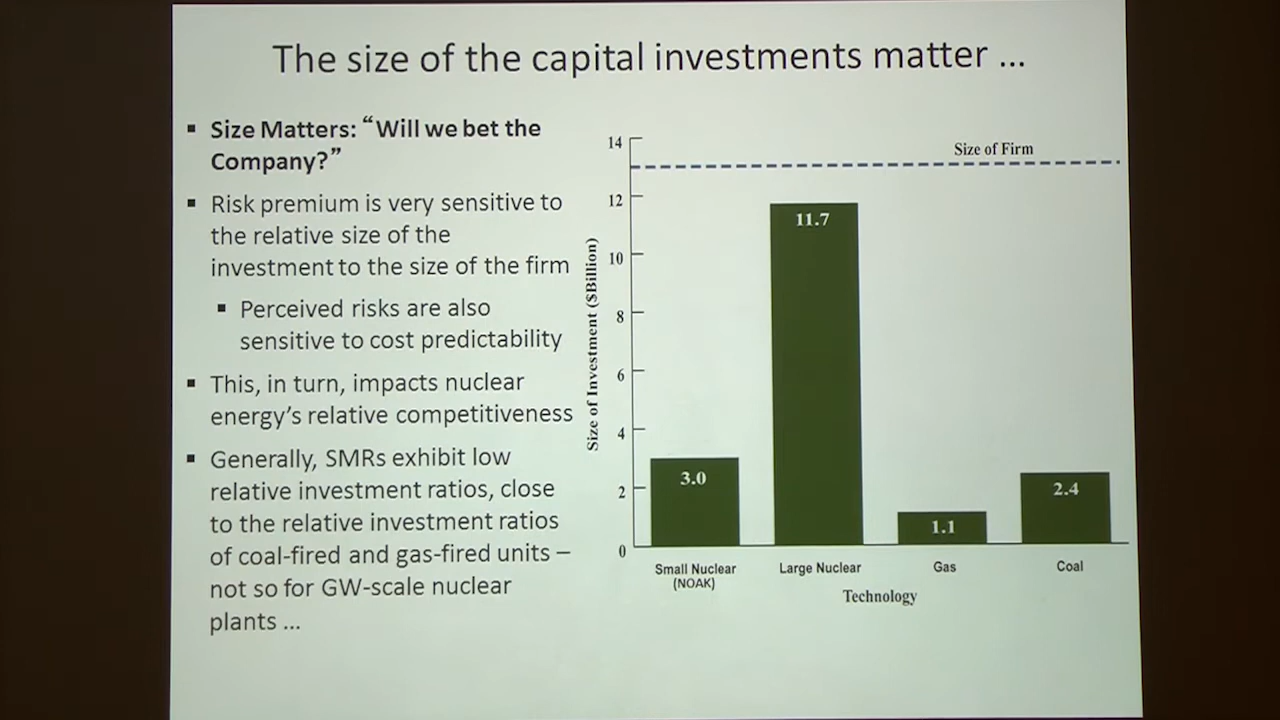 The size of the capital investments matter ...
▪ Size Matters: “Will we bet the
Company?”
▪ Risk premium is very sensitive to
the relative size of the
investment to the size of the firm
▪ Perceived risks are also
sensitive to cost predictability
▪ This, in turn, impacts nuclear
energy’s relative competitiveness
▪ Generally, SMRs exhibit low
relative investment ratios, close
to the relative investment ratios
of coal-fired and gas-fired units –
not so for GW-scale nuclear
plants ...
Size of Investment ($Billion)
14
12
10
8
6
4
2
0
Size of Firm
3.0
11.7
1.1
2.4
Small Nuclear
(NOAK)
Large Nuclear
Gas
Coal
Technology